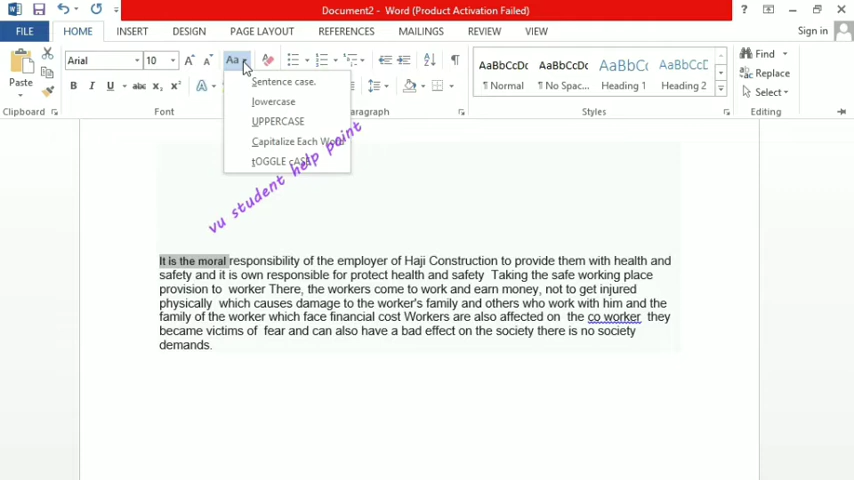 Document2 - Word (Product Activation Failed)
?
FILE HOME INSERT DESIGN PAGE LAYOUT REFERENCES MAILINGS REVIEW VIEW Sign in
Paste
Arial 10 Aa
B I U abc x₂ x²
AaBbCcDc AaBbCcDc AaBbC AaBbCcD
¶ Normal ¶ No Spac... Heading 1 Heading 2
Find
Replace
Select
Clipboard Font Paragraph Styles Editing
Sentence case.
lowercase
UPPERCASE
Capitalize Each Word
tOGGLE cASE
vu student help point
It is the moral responsibility of the employer of Haji Construction to provide them with health and
safety and it is own responsible for protect health and safety Taking the safe working place
provision to worker There, the workers come to work and earn money, not to get injured
physically which causes damage to the worker's family and others who work with him and the
family of the worker which face financial cost Workers are also affected on the co worker they
became victims of fear and can also have a bad effect on the society there is no society
demands.